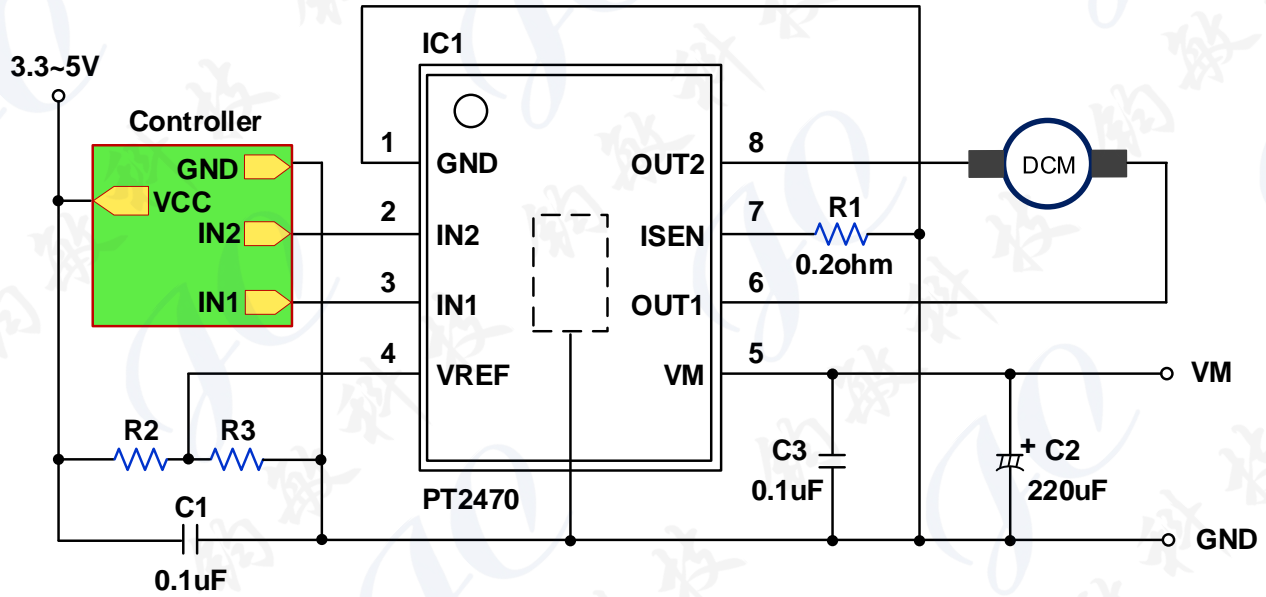 IC1
3.3~5V
Controller
GND
VCC
IN2
IN1
1
GND
2
IN2
3
IN1
4
VREF
OUT2
8
ISEN
7
OUT1
6
VM
5
DCM
R1
0.2ohm
VM
R2
R3
C1
0.1uF
PT2470
C3
0.1uF
+ C2
220uF
GND